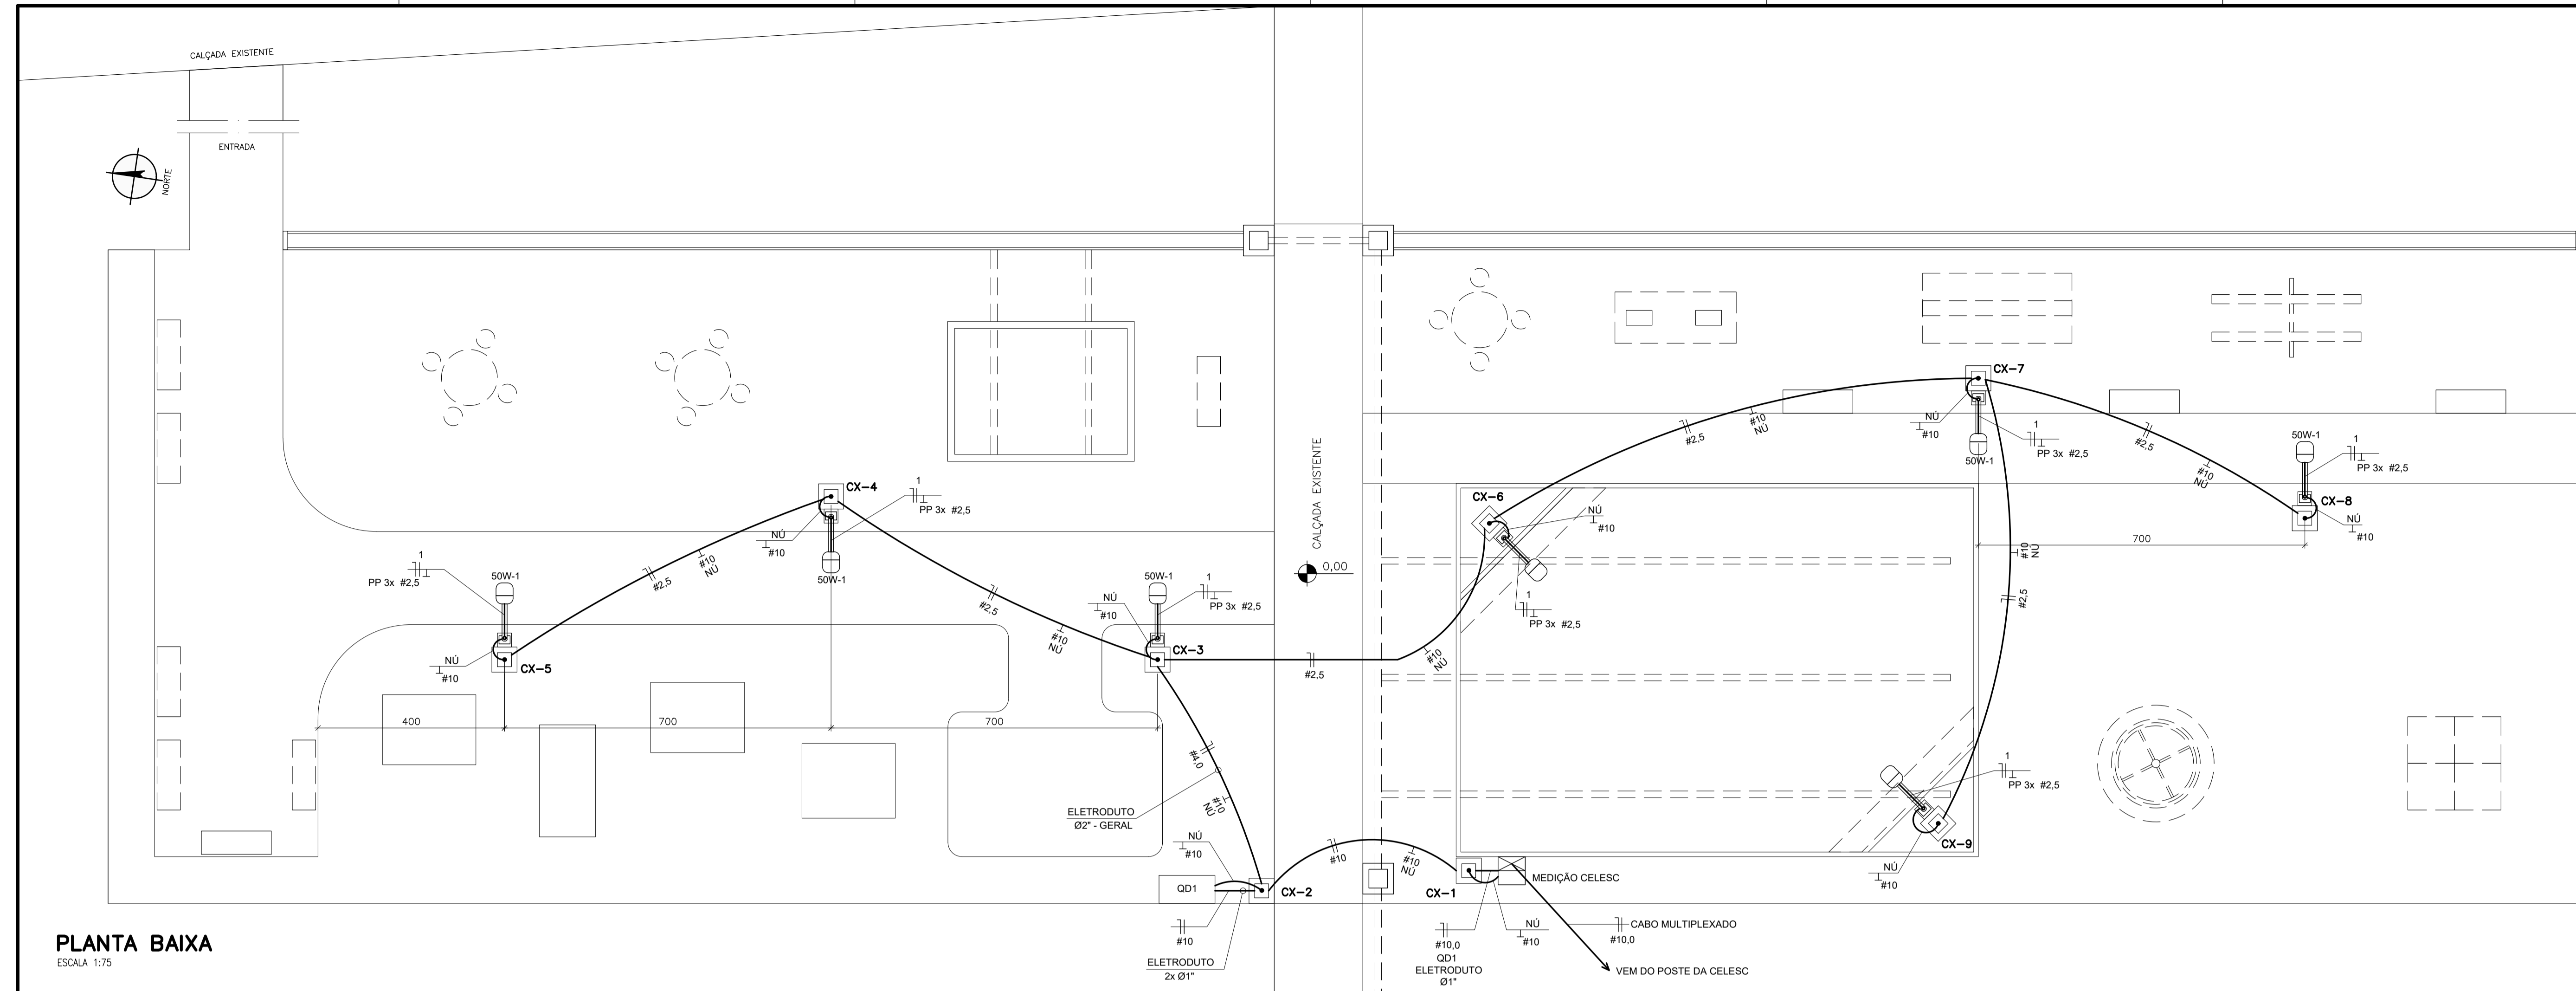 CALÇADA EXISTENTE
ENTRADA
NORTE
CX-7
NÚ
#10
1
PP 3x #2,5
50W-1
#2,5
#10
NÚ
#2,5
#10
NÚ
50W-1
1
PP 3x #2,5
CX-8
NÚ
#10
700
CX-4
1
PP 3x #2,5
NÚ
#10
50W-1
CX-6
NÚ
#10
1
PP 3x #2,5
CALÇADA EXISTENTE
0,00
#10
NÚ
#2,5
1
PP 3x #2,5
50W-1
NÚ
#10
CX-5
#2,5
#10
NÚ
#2,5
#10
NÚ
50W-1
1
PP 3x #2,5
NÚ
#10
CX-3
#2,5
#10
NÚ
400
700
700
#4,0
#10
NÚ
ELETRODUTO
Ø2" - GERAL
1
PP 3x #2,5
CX-9
NÚ
#10
NÚ
#10
QD1
CX-2
#10
#10
NÚ
CX-1
MEDIÇÃO CELESC
#10
ELETRODUTO
2x Ø1"
#10,0
QD1
ELETRODUTO
Ø1"
NÚ
#10
CABO MULTIPLEXADO
#10,0
VEM DO POSTE DA CELESC
PLANTA BAIXA
ESCALA 1:75